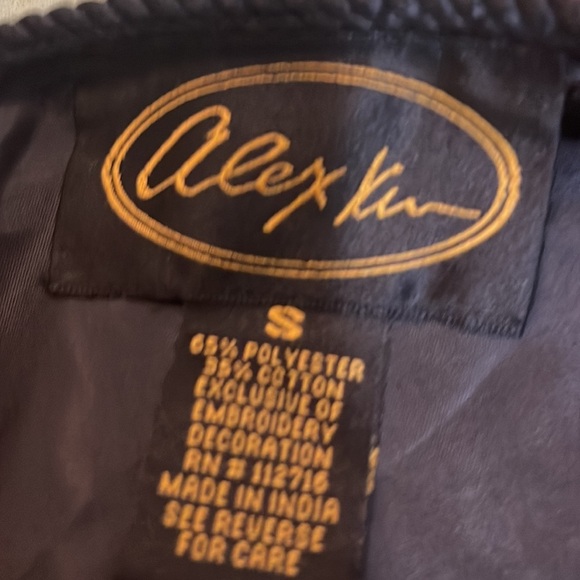 Alex Kim
S
65% POLYESTER
35% COTTON
EXCLUSIVE OF
EMBROIDERY
DECORATION
RN # 112716
MADE IN INDIA
SEE REVERSE
FOR CARE